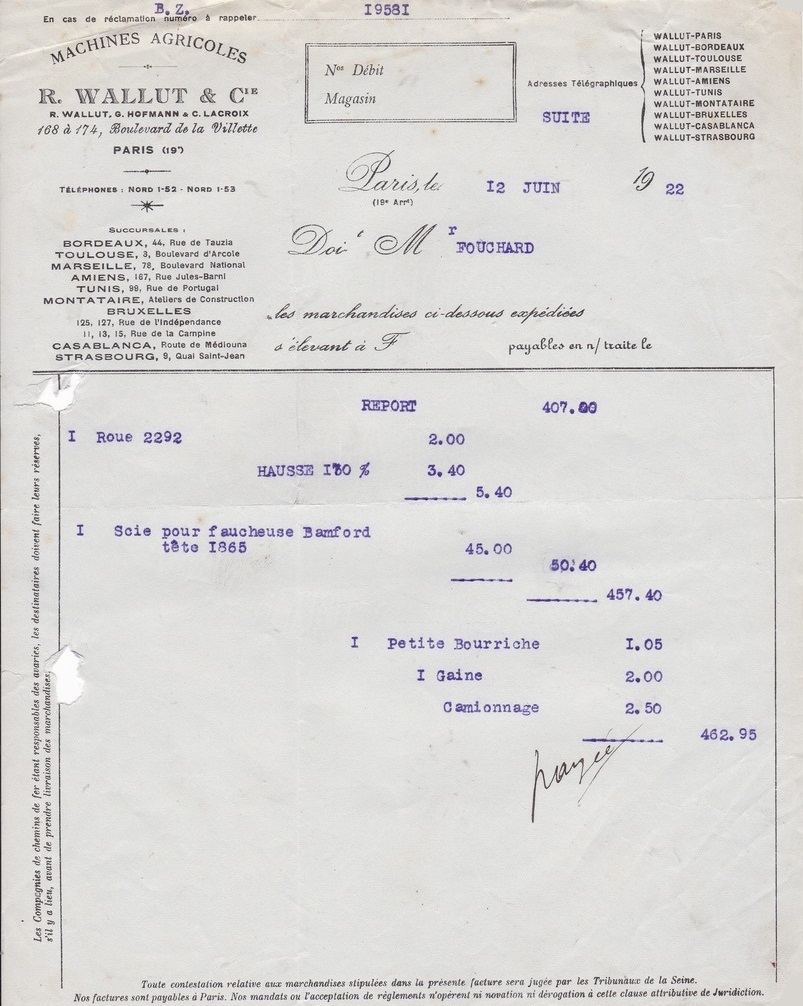 B. Z. I958I
En cas de réclamation numéro à rappeler
MACHINES AGRICOLES
R. WALLUT & CIE
R. WALLUT, G. HOFMANN & C. LACROIX
168 à 174, Boulevard de la Villette
PARIS (19e)
TÉLÉPHONES : NORD 1-52 - NORD 1-53
SUCCURSALES :
BORDEAUX, 44, Rue de Tauzia
TOULOUSE, 3, Boulevard d'Arcole
MARSEILLE, 78, Boulevard National
AMIENS, 167, Rue Jules-Barni
TUNIS, 99, Rue de Portugal
MONTATAIRE, Ateliers de Construction
BRUXELLES
125, 127, Rue de l'Indépendance
11, 13, 15, Rue de la Campine
CASABLANCA, Route de Médiouna
STRASBOURG, 9, Quai Saint-Jean
Nos Débit
Magasin
Adresses Télégraphiques
WALLUT-PARIS
WALLUT-BORDEAUX
WALLUT-TOULOUSE
WALLUT-MARSEILLE
WALLUT-AMIENS
WALLUT-TUNIS
WALLUT-MONTATAIRE
WALLUT-BRUXELLES
WALLUT-CASABLANCA
WALLUT-STRASBOURG
SUITE
Paris, le I2 JUIN 19 22
(19e Arrt)
Doit Mr FOUCHARD
les marchandises ci-dessous expédiées
s'élevant à F payables en n/ traite le
REPORT 407.00
I Roue 2292 2.00
HAUSSE I70 % 3.40
5.40
I Scie pour faucheuse Bamford
tête I865 45.00
50.40
457.40
I Petite Bourriche I.05
I Gaine 2.00
Camionnage 2.50
462.95
payée
Les Compagnies de chemins de fer étant responsables des avaries, les destinataires doivent faire leurs réserves,
s'il y a lieu, avant de prendre livraison des marchandises.
Toute contestation relative aux marchandises stipulées dans la présente facture sera jugée par les Tribunaux de la Seine.
Nos factures sont payables à Paris. Nos mandats ou l'acceptation de règlements n'opèrent ni novation ni dérogation à cette clause attributive de Juridiction.